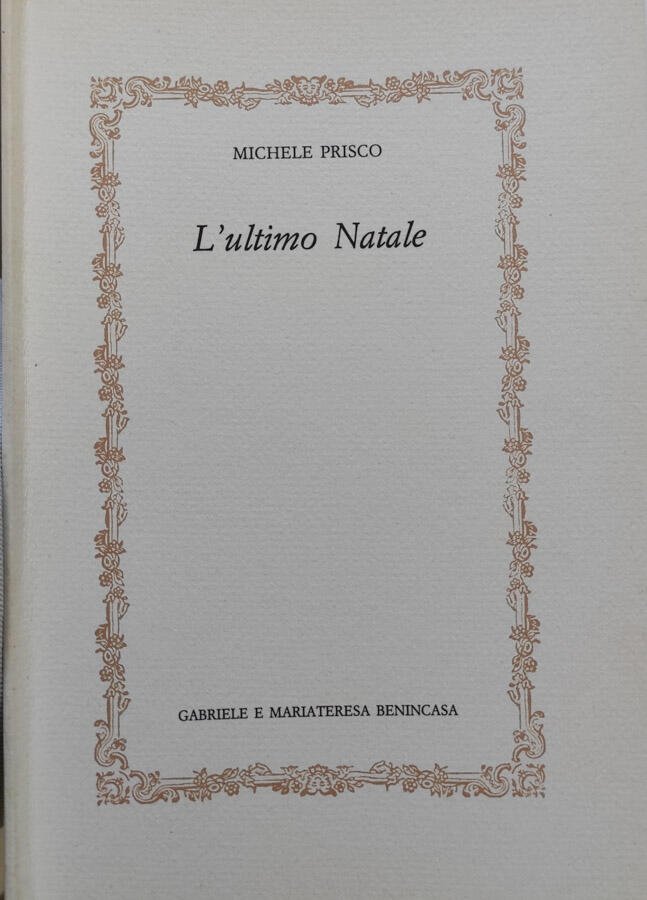 MICHELE PRISCO
L'ultimo Natale
GABRIELE E MARIATERESA BENINCASA